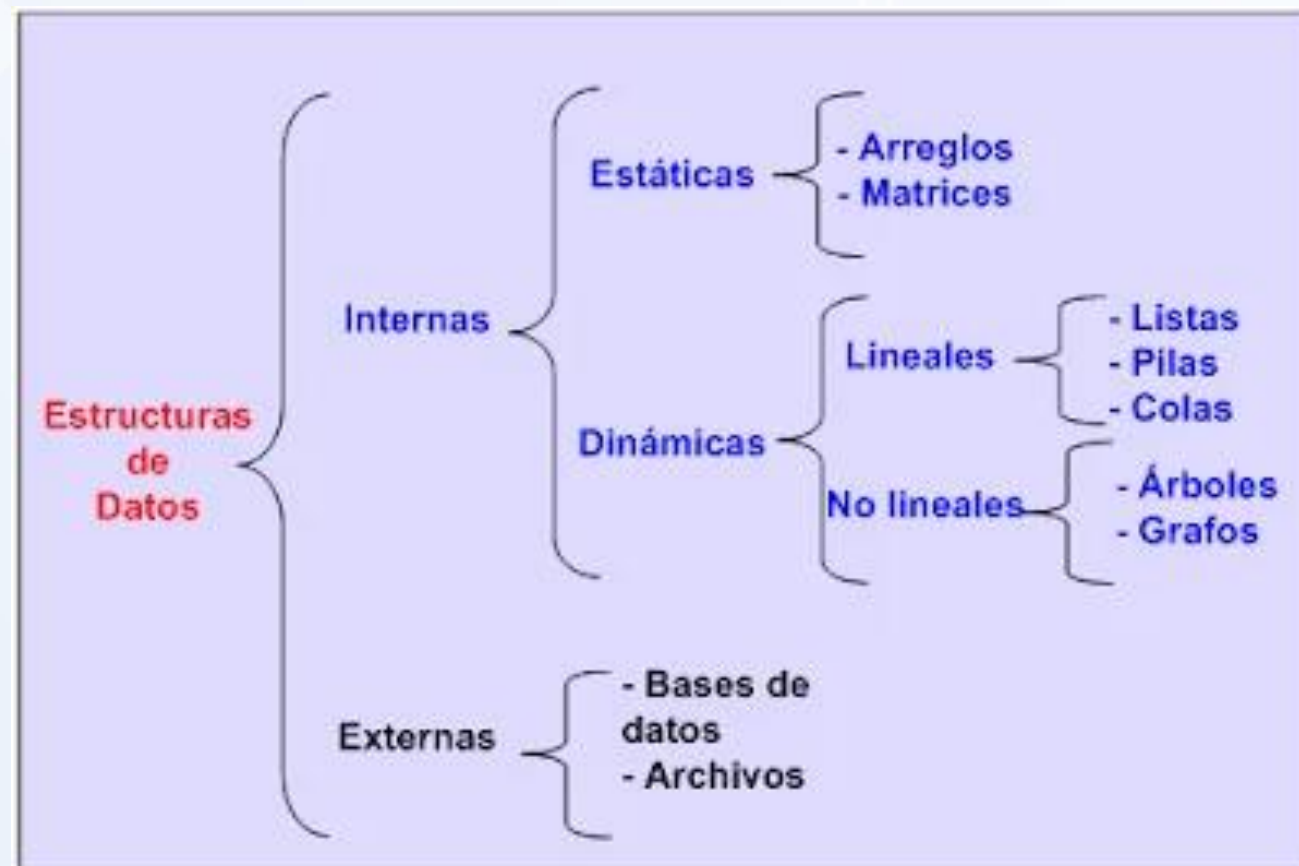 Estructuras
de
Datos
Internas
Estáticas
- Arreglos
- Matrices
Dinámicas
Lineales
- Listas
- Pilas
- Colas
No lineales
- Árboles
- Grafos
Externas
- Bases de
datos
- Archivos